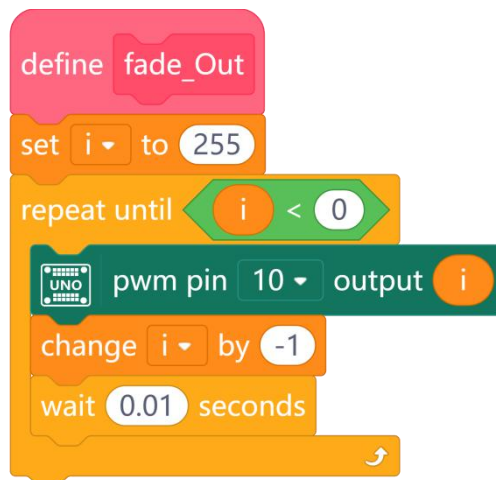 define fade_Out
set i to 255
repeat until i < 0
UNO pwm pin 10 output i
change i by -1
wait 0.01 seconds